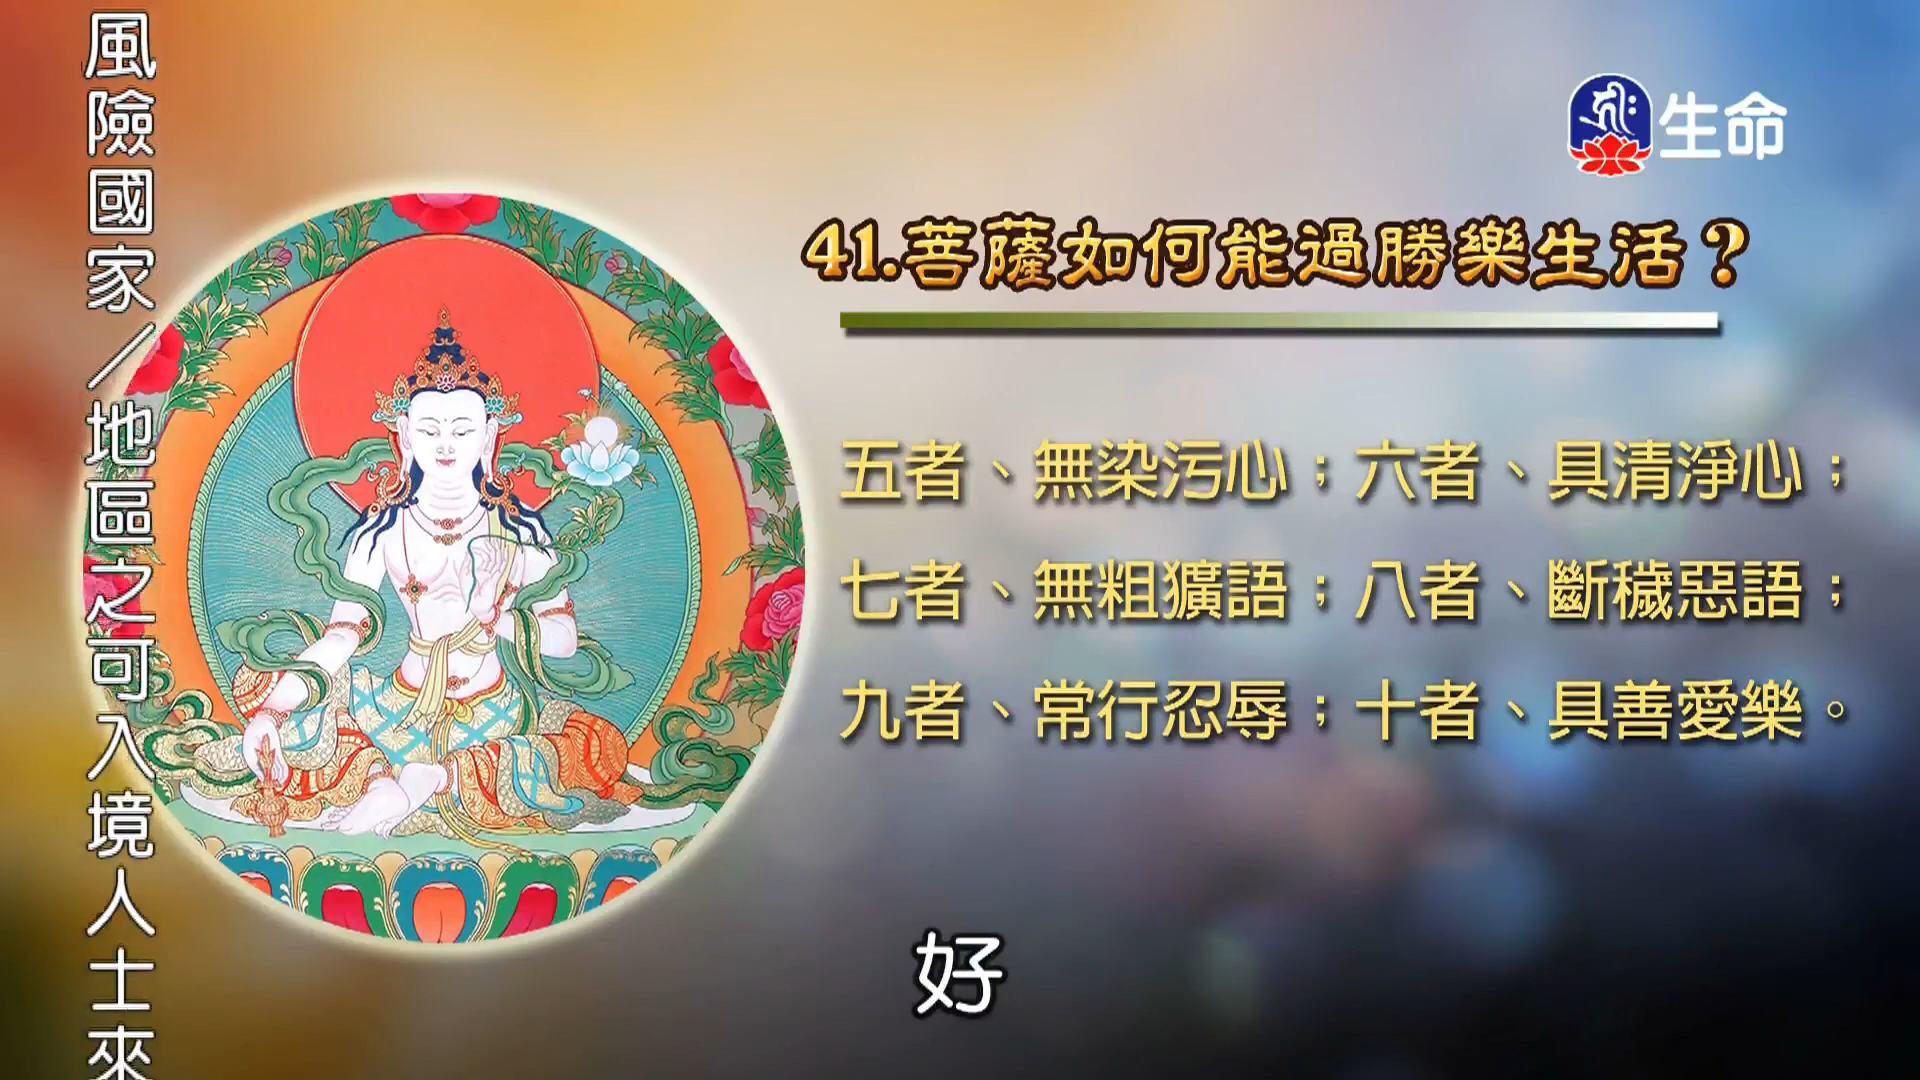 風險國家／地區之可入境人士來
生命
41.菩薩如何能過勝樂生活？
五者、無染污心；六者、具清淨心；
七者、無粗獷語；八者、斷穢惡語；
九者、常行忍辱；十者、具善愛樂。
好